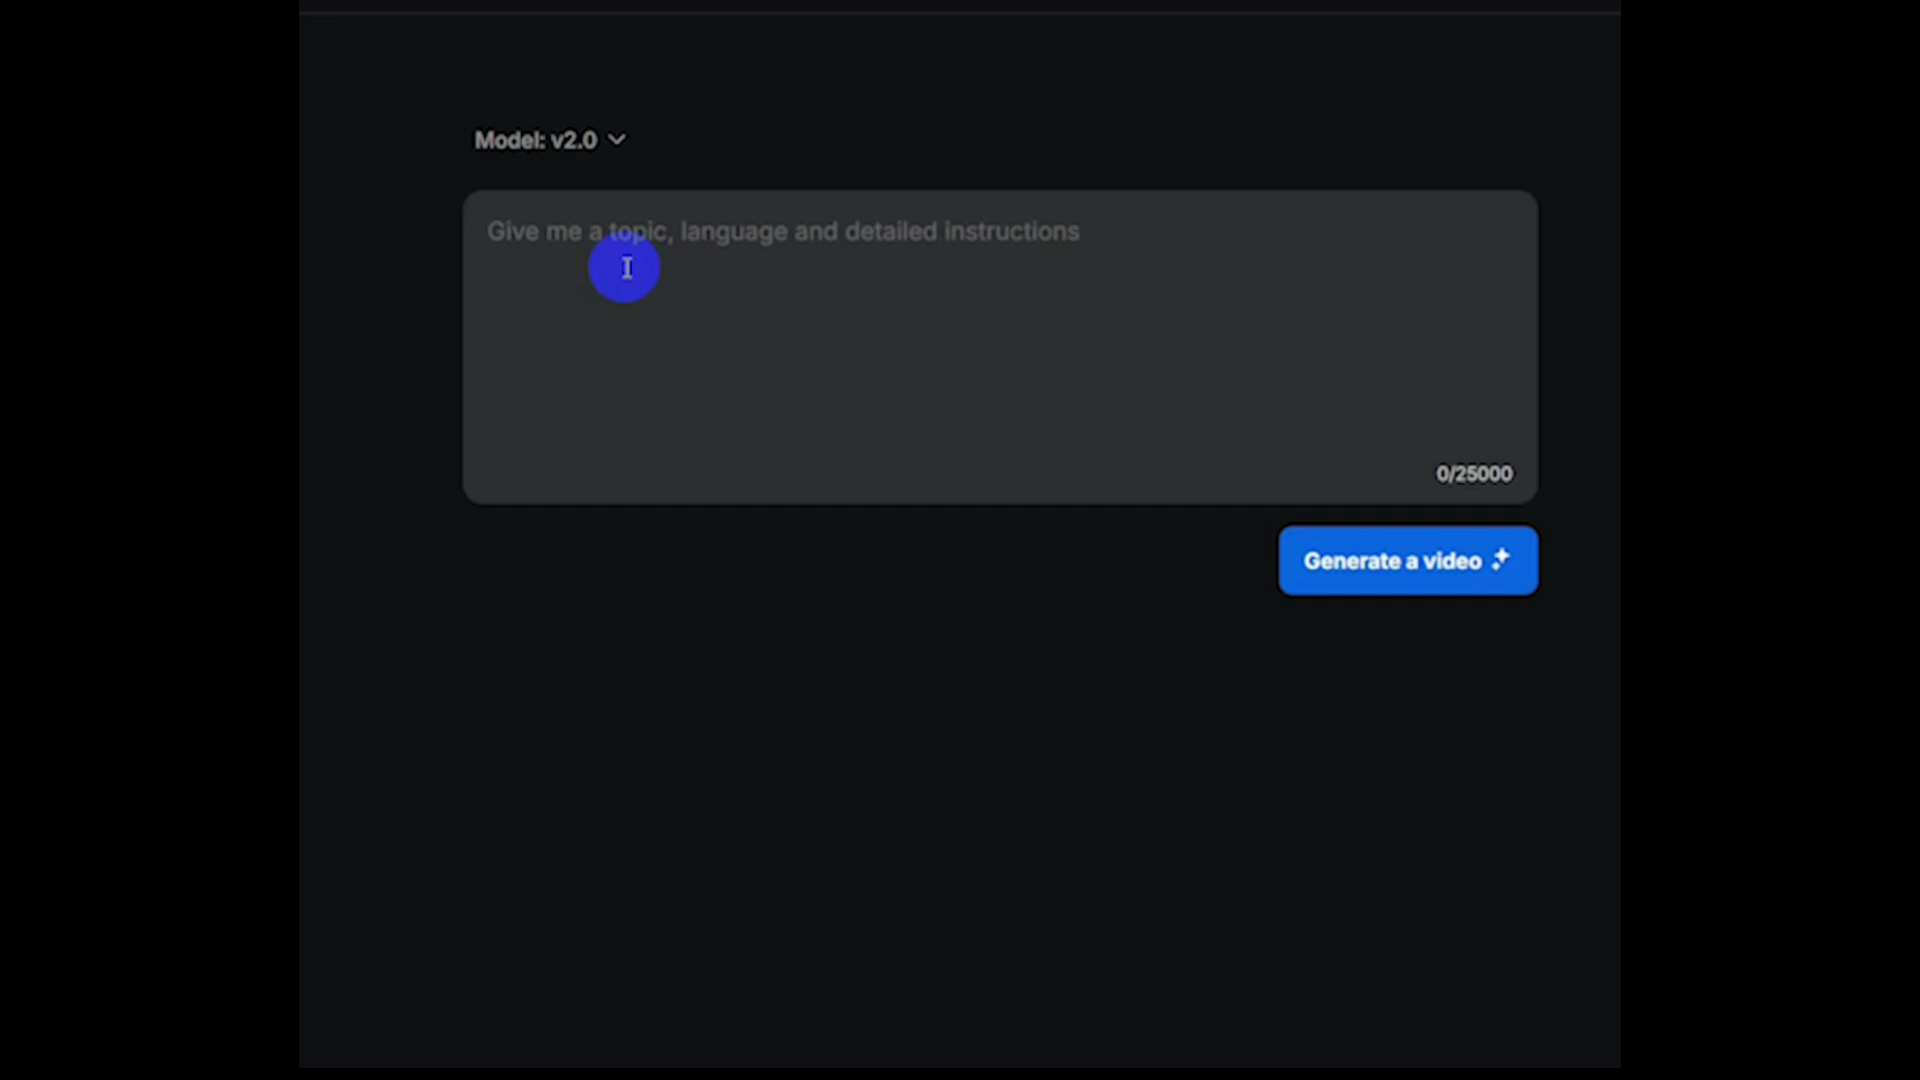 Model: v2.0
Give me a topic, language and detailed instructions
0/25000
Generate a video